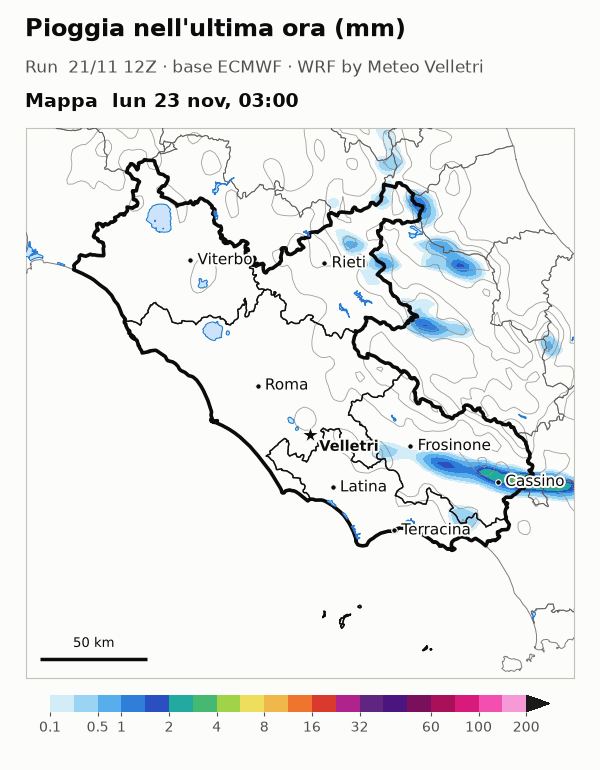 Pioggia nell'ultima ora (mm)
Run  21/11 12Z · base ECMWF · WRF by Meteo Velletri
Mappa  lun 23 nov, 03:00
Viterbo
Rieti
Roma
Velletri
Frosinone
Latina
Cassino
Terracina
50 km
0.1 0.5 1 2 4 8 16 32 60 100 200